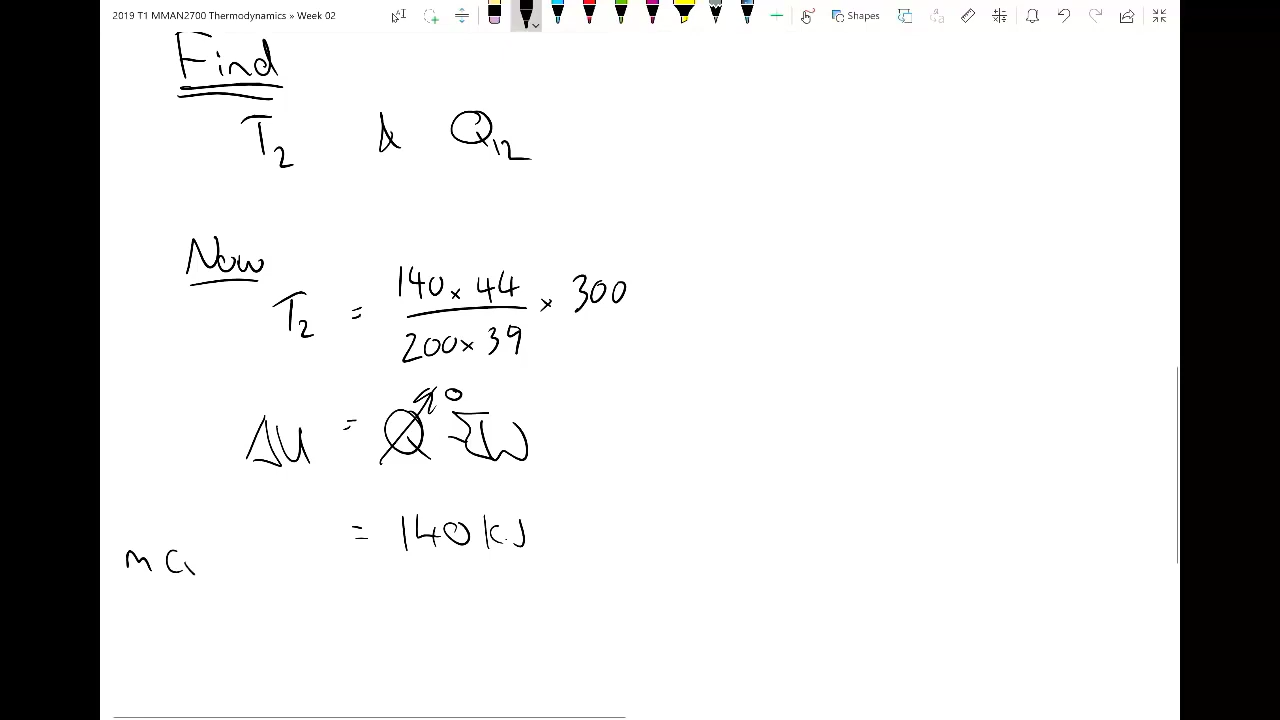 2019 T1 MMAN2700 Thermodynamics » Week 02
Shapes
Find
T2 & Q12
Now
T2 = 140 × 44 / 200 × 39 × 300
ΔU = Q 0 ΣW
= 140 kJ
m